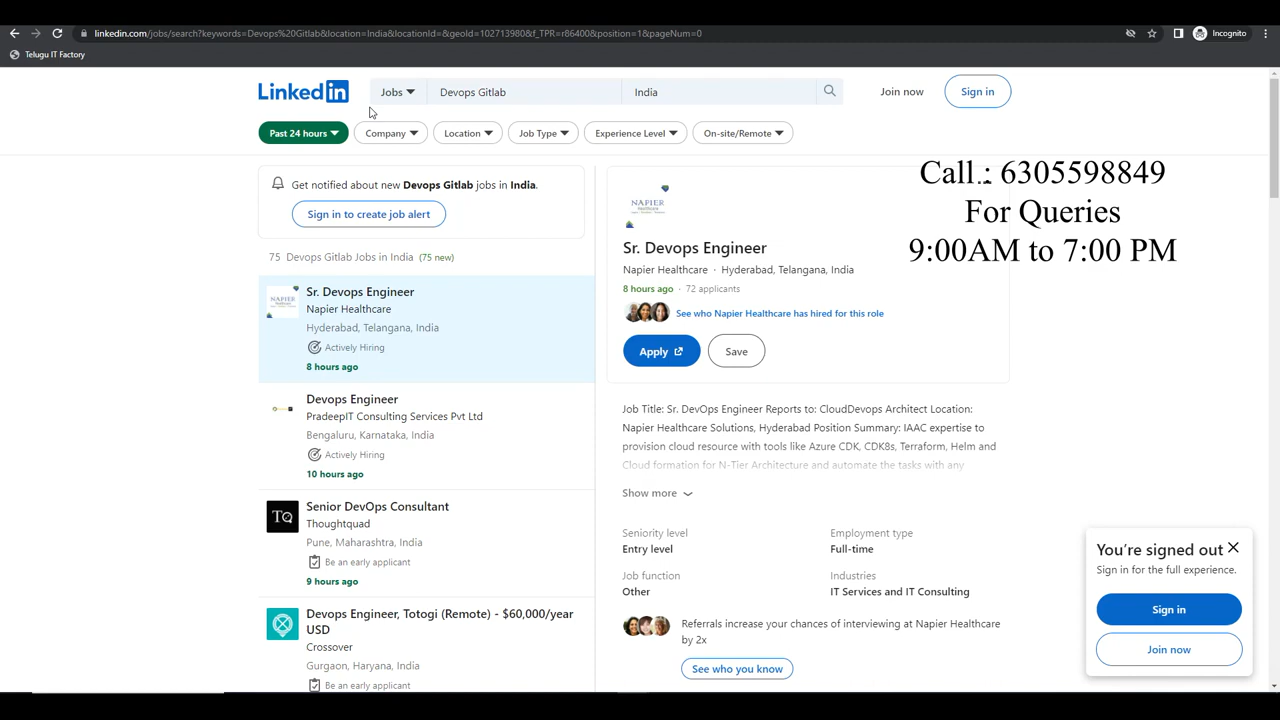 linkedin.com/jobs/search?keywords=Devops%20Gitlab&location=India&locationId=&geoId=102713980&f_TPR=r86400&position=1&pageNum=0
Incognito
Telugu IT Factory
Linkedin
Jobs
Devops Gitlab
India
Join now
Sign in
Past 24 hours
Company
Location
Job Type
Experience Level
On-site/Remote
Call : 6305598849
For Queries
9:00AM to 7:00 PM
Get notified about new Devops Gitlab jobs in India.
Sign in to create job alert
75 Devops Gitlab Jobs in India (75 new)
Sr. Devops Engineer
Napier Healthcare
Hyderabad, Telangana, India
Actively Hiring
8 hours ago
Devops Engineer
PradeepIT Consulting Services Pvt Ltd
Bengaluru, Karnataka, India
Actively Hiring
10 hours ago
TQ
Senior DevOps Consultant
Thoughtquad
Pune, Maharashtra, India
Be an early applicant
9 hours ago
Devops Engineer, Totogi (Remote) - $60,000/year
USD
Crossover
Gurgaon, Haryana, India
Be an early applicant
NAPIER
Sr. Devops Engineer
Napier Healthcare · Hyderabad, Telangana, India
8 hours ago · 72 applicants
See who Napier Healthcare has hired for this role
Apply
Save
Job Title: Sr. DevOps Engineer Reports to: CloudDevops Architect Location:
Napier Healthcare Solutions, Hyderabad Position Summary: IAAC expertise to
provision cloud resource with tools like Azure CDK, CDK8s, Terraform, Helm and
Cloud formation for N-Tier Architecture and automate the tasks with any
Show more
Seniority level
Entry level
Employment type
Full-time
Job function
Other
Industries
IT Services and IT Consulting
Referrals increase your chances of interviewing at Napier Healthcare
by 2x
See who you know
You're signed out
Sign in for the full experience.
Sign in
Join now